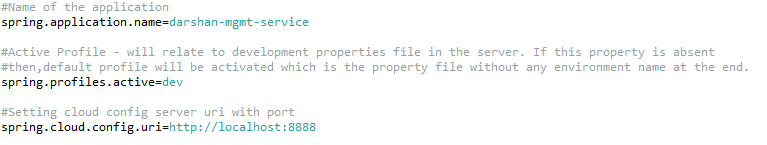 #Name of the application
spring.application.name=darshan-mgmt-service
#Active Profile - will relate to development properties file in the server. If this property is absent
#then,default profile will be activated which is the property file without any environment name at the end.
spring.profiles.active=dev
#Setting cloud config server uri with port
spring.cloud.config.uri=http://localhost:8888